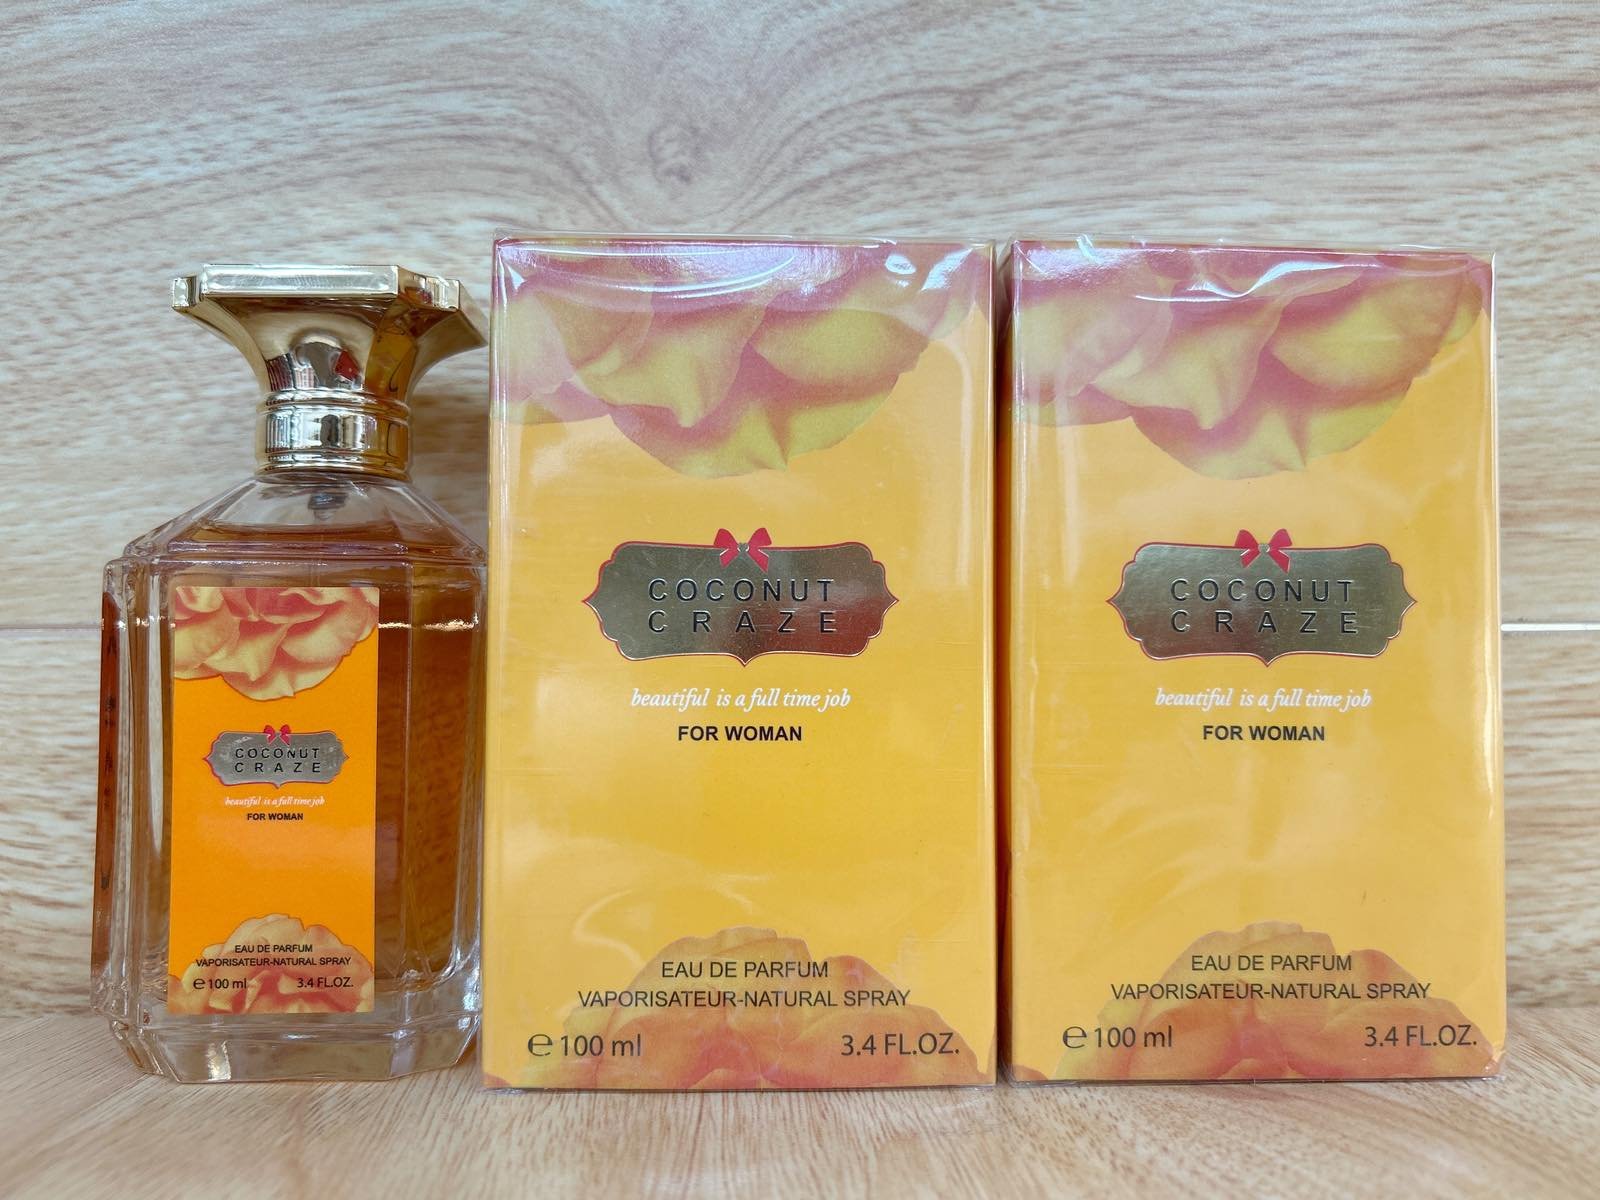 COCONUT
CRAZE
beautiful is a full time job
FOR WOMAN
EAU DE PARFUM
VAPORISATEUR-NATURAL SPRAY
℮100 ml 3.4 FL.OZ.
COCONUT
CRAZE
beautiful is a full time job
FOR WOMAN
EAU DE PARFUM
VAPORISATEUR-NATURAL SPRAY
℮100 ml 3.4 FL.OZ.
COCONUT
CRAZE
beautiful is a full time job
FOR WOMAN
EAU DE PARFUM
VAPORISATEUR-NATURAL SPRAY
℮100 ml 3.4 FL.OZ.